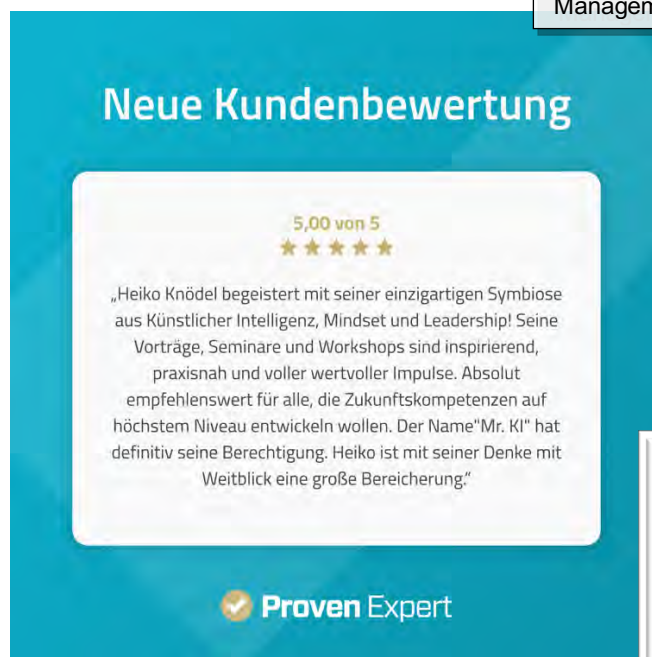 Managem
Neue Kundenbewertung
5,00 von 5
„Heiko Knödel begeistert mit seiner einzigartigen Symbiose
aus Künstlicher Intelligenz, Mindset und Leadership! Seine
Vorträge, Seminare und Workshops sind inspirierend,
praxisnah und voller wertvoller Impulse. Absolut
empfehlenswert für alle, die Zukunftskompetenzen auf
höchstem Niveau entwickeln wollen. Der Name"Mr. KI" hat
definitiv seine Berechtigung. Heiko ist mit seiner Denke mit
Weitblick eine große Bereicherung.“
Proven Expert